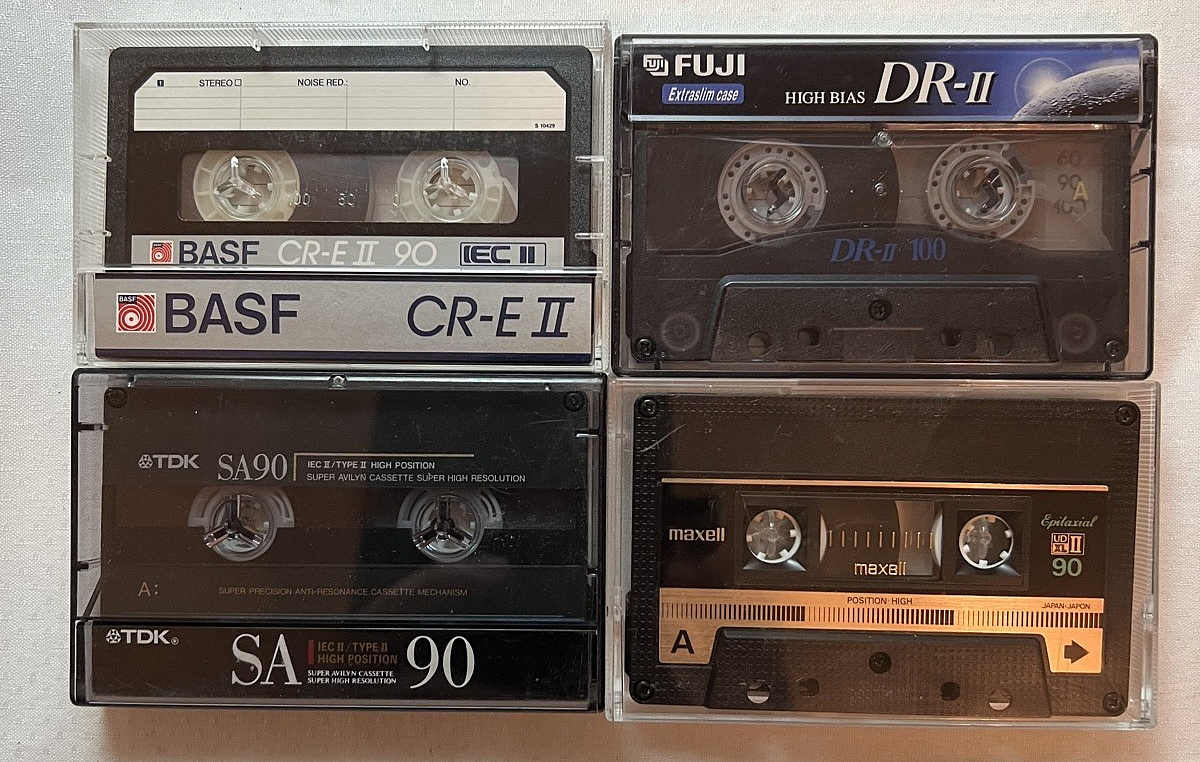 1 STEREO NOISE RED.: NO.
S 10429
100 50 0
BASF CR-E II 90 IEC II
BASF
BASF CR-E II
FUJI
Extraslim case
HIGH BIAS DR-II
60
90 A
100
DR-II 100
TDK SA90 IEC II/TYPE II HIGH POSITION
SUPER AVILYN CASSETTE SUPER HIGH RESOLUTION
A:
SUPER PRECISION ANTI-RESONANCE CASSETTE MECHANISM
TDK®
SA IEC II/TYPE II
HIGH POSITION
SUPER AVILYN CASSETTE
SUPER HIGH RESOLUTION
90
maxell
maxell
Epitaxial
UD
XL II
90
POSITION·HIGH
JAPAN·JAPON
A